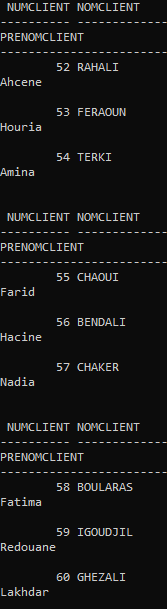 NUMCLIENT NOMCLIENT
---------- --------------
PRENOMCLIENT
-------------------------
52 RAHALI
Ahcene
53 FERAOUN
Houria
54 TERKI
Amina
NUMCLIENT NOMCLIENT
---------- --------------
PRENOMCLIENT
-------------------------
55 CHAOUI
Farid
56 BENDALI
Hacine
57 CHAKER
Nadia
NUMCLIENT NOMCLIENT
---------- --------------
PRENOMCLIENT
-------------------------
58 BOULARAS
Fatima
59 IGOUDJIL
Redouane
60 GHEZALI
Lakhdar